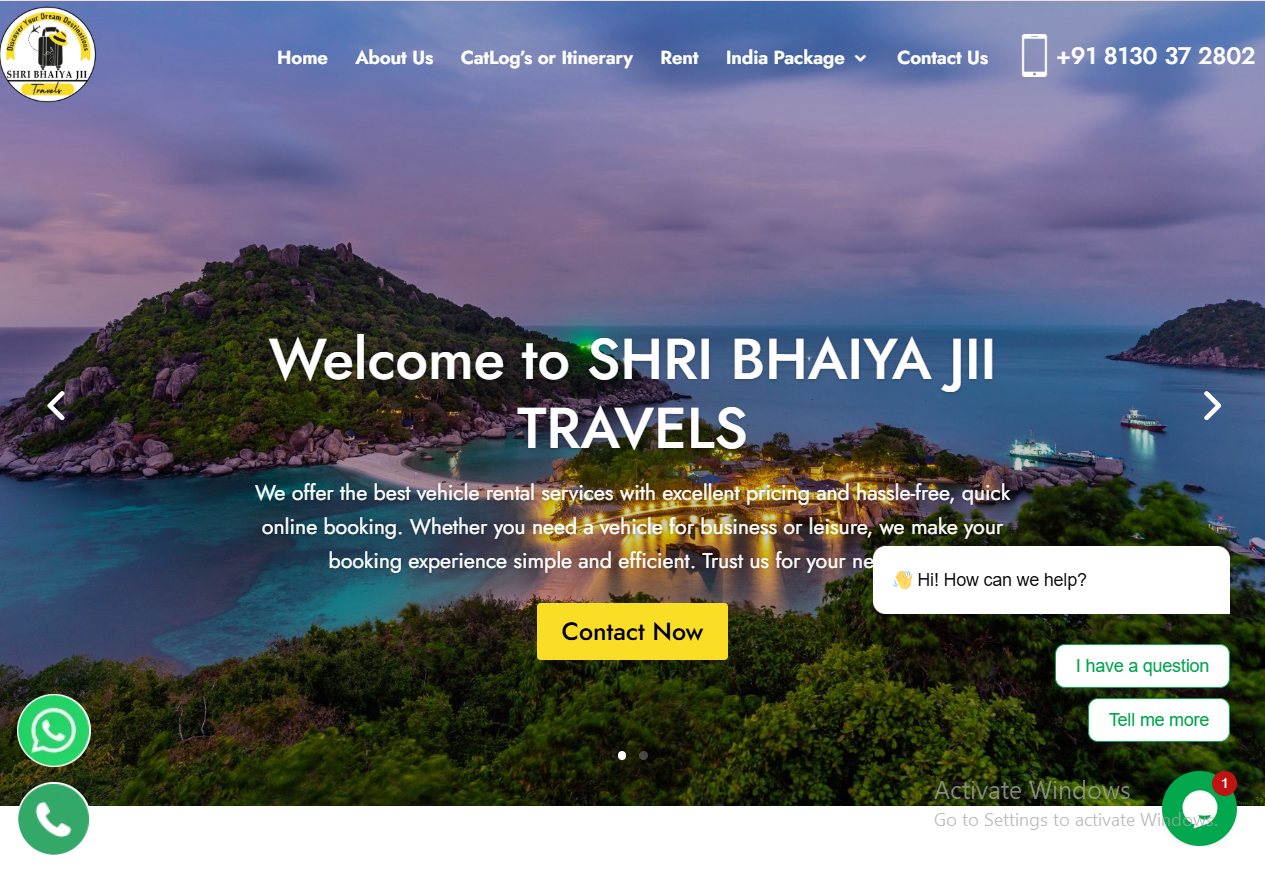 Discover Your Dream Destinations
SHRI BHAIYA JII
Travels
Home About Us CatLog's or Itinerary Rent India Package Contact Us +91 8130 37 2802
Welcome to SHRI BHAIYA JII
TRAVELS
We offer the best vehicle rental services with excellent pricing and hassle-free, quick
online booking. Whether you need a vehicle for business or leisure, we make your
booking experience simple and efficient. Trust us for your
Contact Now
👋 Hi! How can we help?
I have a question
Tell me more
1
Activate Windows
Go to Settings to activate Windows.